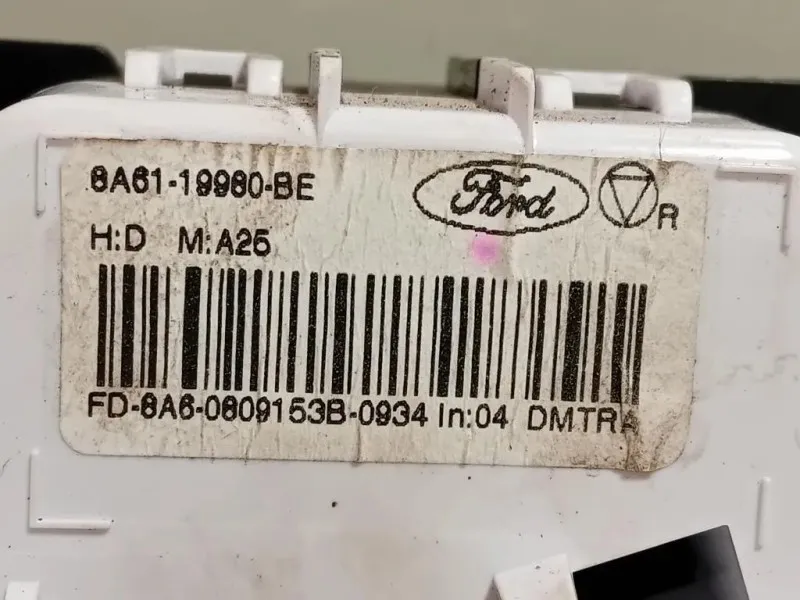 8A61-19980-BE
Ford
R
H:D M:A25
FD-8A6-0809153B-0934 In:04 DMTRA